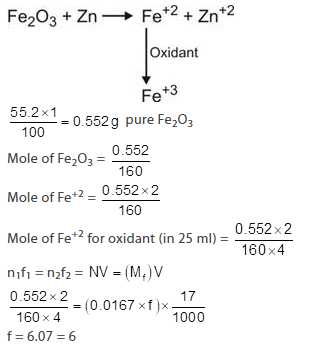 Fe₂O₃ + Zn ⟶ Fe⁺² + Zn⁺²
Oxidant
Fe⁺³
55.2×1/100 = 0.552g pure Fe₂O₃
Mole of Fe₂O₃ = 0.552/160
Mole of Fe⁺² = 0.552×2/160
Mole of Fe⁺² for oxidant (in 25 ml) = 0.552×2/160×4
n₁f₁ = n₂f₂ = NV = (M,)V
0.552×2/160×4 = (0.0167×f)×17/1000
f = 6.07 = 6